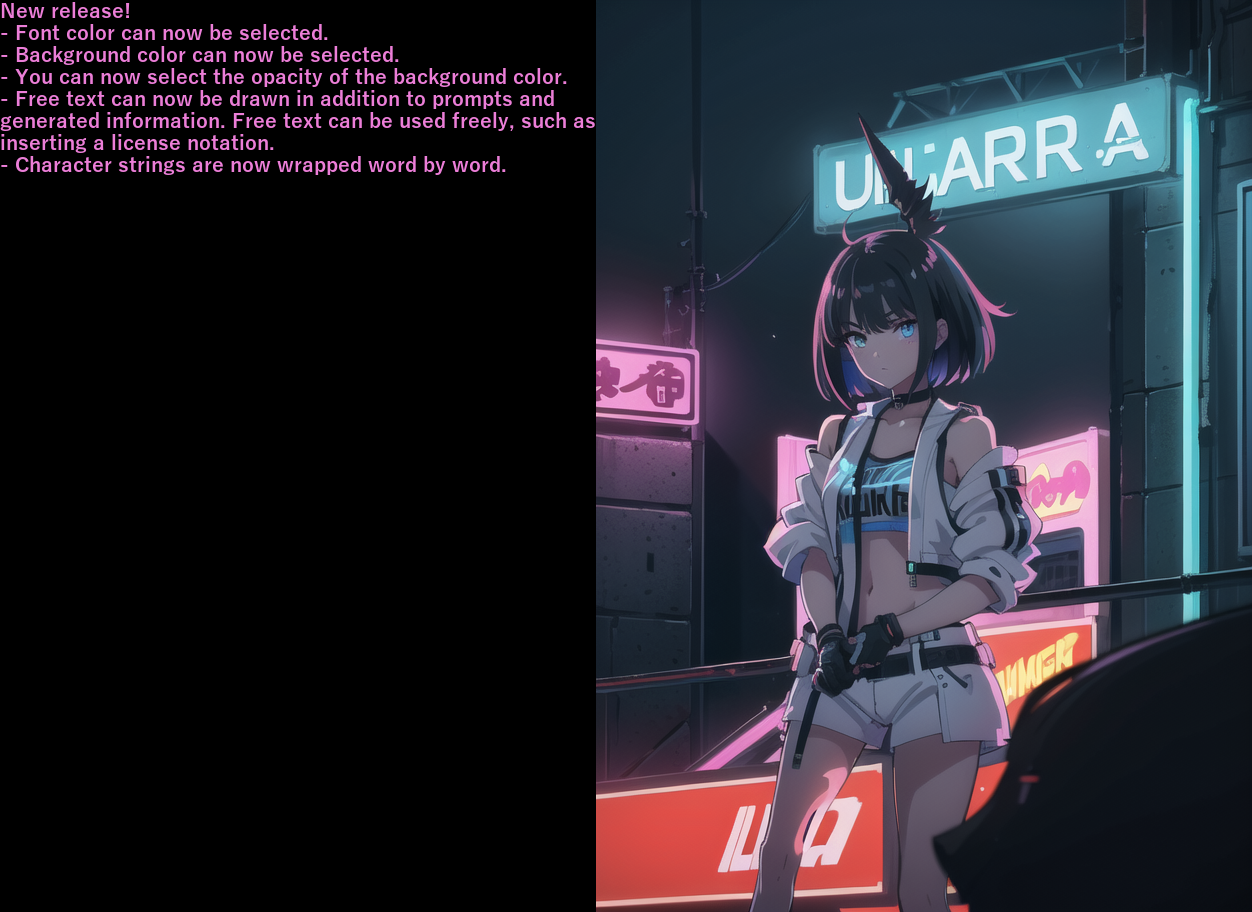 New release!
- Font color can now be selected.
- Background color can now be selected.
- You can now select the opacity of the background color.
- Free text can now be drawn in addition to prompts and
generated information. Free text can be used freely, such as
inserting a license notation.
- Character strings are now wrapped word by word.